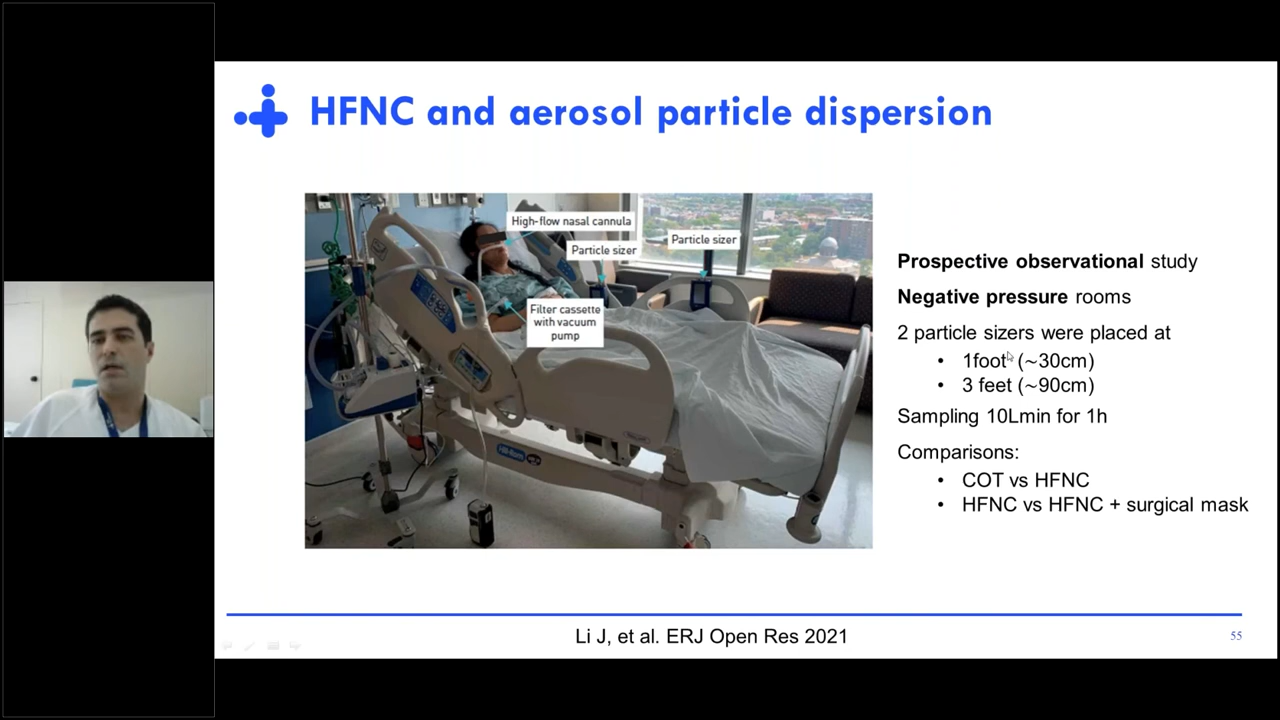 HFNC and aerosol particle dispersion
High-flow nasal cannula
Particle sizer
Particle sizer
Filter cassette
with vacuum
pump
Prospective observational study
Negative pressure rooms
2 particle sizers were placed at
• 1foot (~30cm)
• 3 feet (~90cm)
Sampling 10Lmin for 1h
Comparisons:
• COT vs HFNC
• HFNC vs HFNC + surgical mask
Hill-Rom
Li J, et al. ERJ Open Res 2021
55